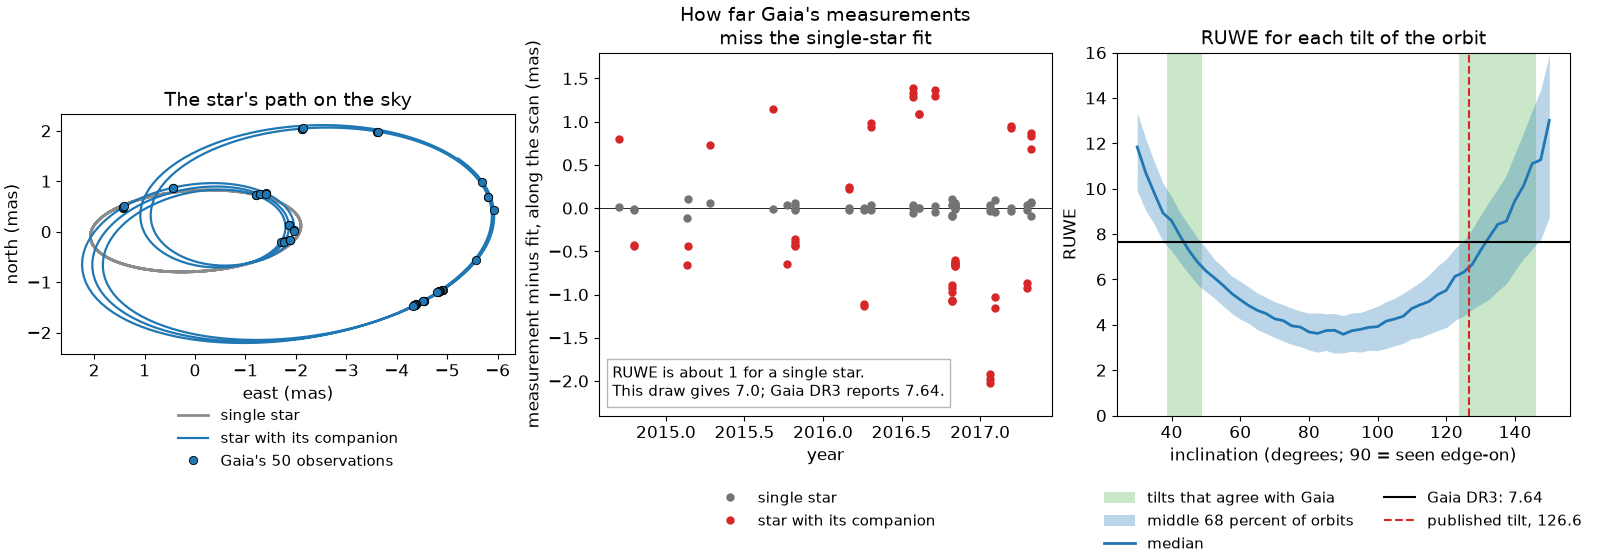 The star's path on the sky
north (mas)
2
1
0
−1
−2
2
1
0
−1
−2
−3
−4
−5
−6
east (mas)
single star
star with its companion
Gaia's 50 observations
How far Gaia's measurements
miss the single-star fit
measurement minus fit, along the scan (mas)
1.5
1.0
0.5
0.0
−0.5
−1.0
−1.5
−2.0
RUWE is about 1 for a single star.
This draw gives 7.0; Gaia DR3 reports 7.64.
2015.0
2015.5
2016.0
2016.5
2017.0
year
single star
star with its companion
RUWE for each tilt of the orbit
RUWE
16
14
12
10
8
6
4
2
0
40
60
80
100
120
140
inclination (degrees; 90 = seen edge-on)
tilts that agree with Gaia
middle 68 percent of orbits
median
Gaia DR3: 7.64
published tilt, 126.6